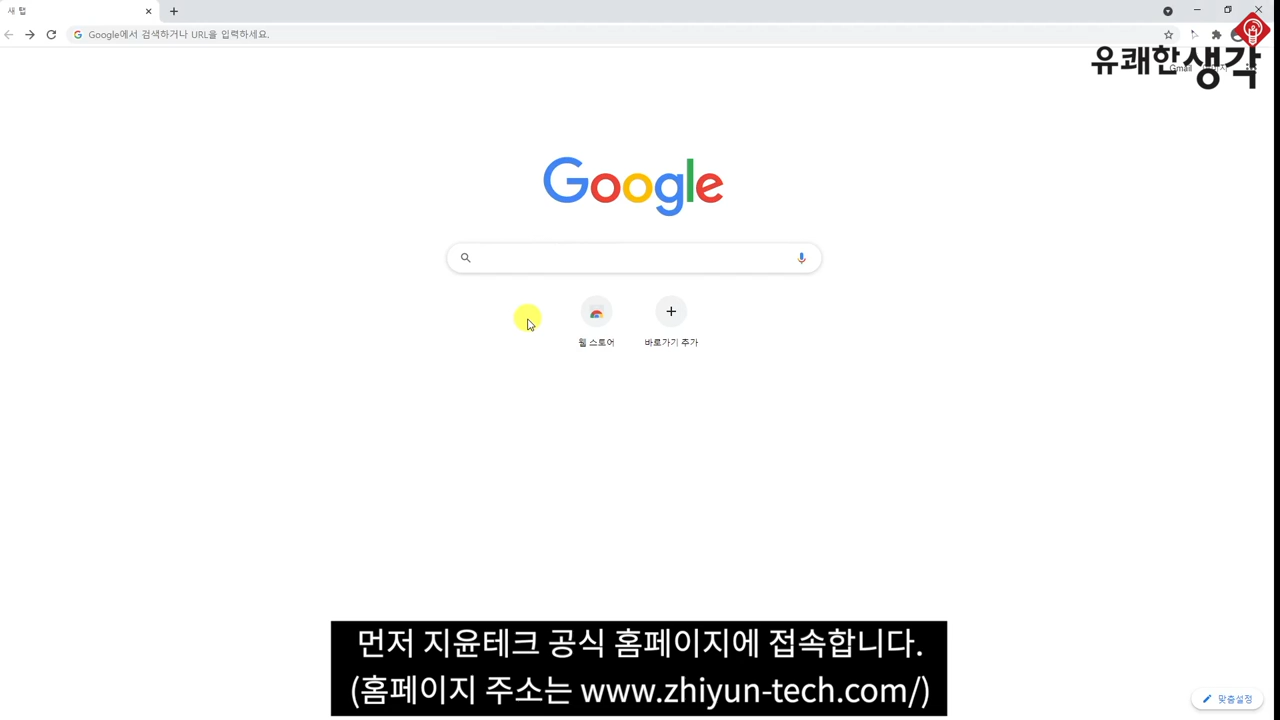 새 탭
Google에서 검색하거나 URL을 입력하세요.
유쾌한생각
Gmail
Google
웹 스토어
바로가기 추가
먼저 지윤테크 공식 홈페이지에 접속합니다.
(홈페이지 주소는 www.zhiyun-tech.com/)
맞춤설정